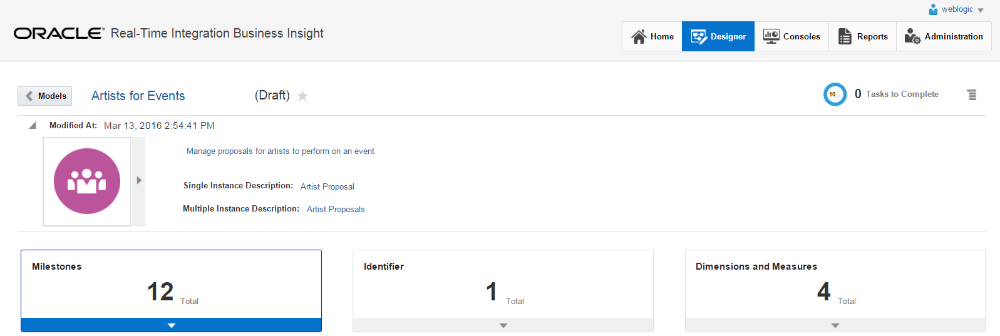 weblogic
ORACLE® Real-Time Integration Business Insight
Home
Designer
Consoles
Reports
Administration
Models
Artists for Events
(Draft)
10...
0 Tasks to Complete
Modified At: Mar 13, 2016 2:54:41 PM
Manage proposals for artists to perform on an event
Single Instance Description: Artist Proposal
Multiple Instance Description: Artist Proposals
Milestones
12 Total
Identifier
1 Total
Dimensions and Measures
4 Total